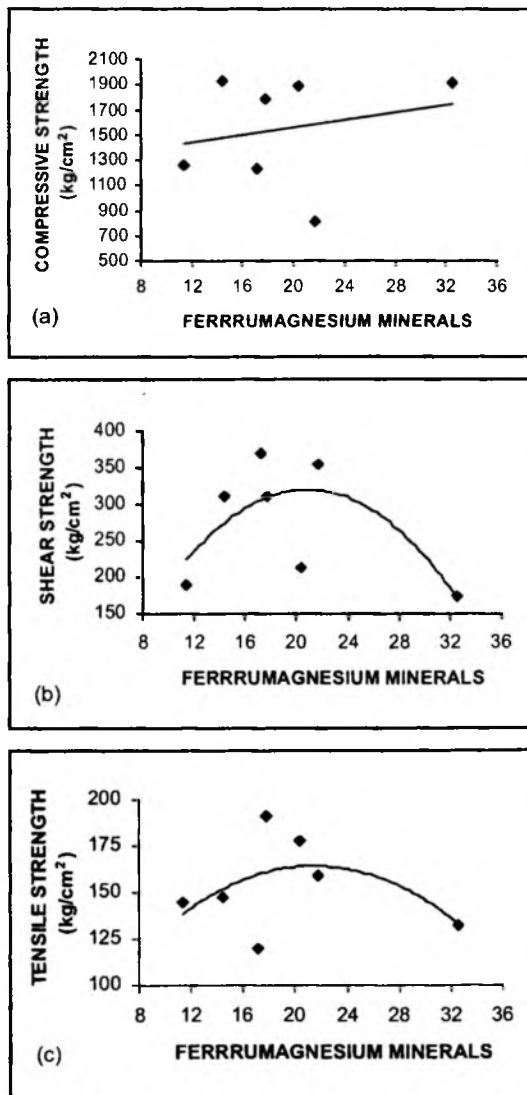 COMPRESSIVE STRENGTH
(kg/cm²)
2100
1900
1700
1500
1300
1100
900
700
500
8 12 16 20 24 28 32 36
(a)
FERRRUMAGNESIUM MINERALS
SHEAR STRENGTH
(kg/cm²)
400
350
300
250
200
150
8 12 16 20 24 28 32 36
FERRRUMAGNESIUM MINERALS
(b)
TENSILE STRENGTH
(kg/cm²)
200
175
150
125
100
8 12 16 20 24 28 32 36
(c)
FERRRUMAGNESIUM MINERALS